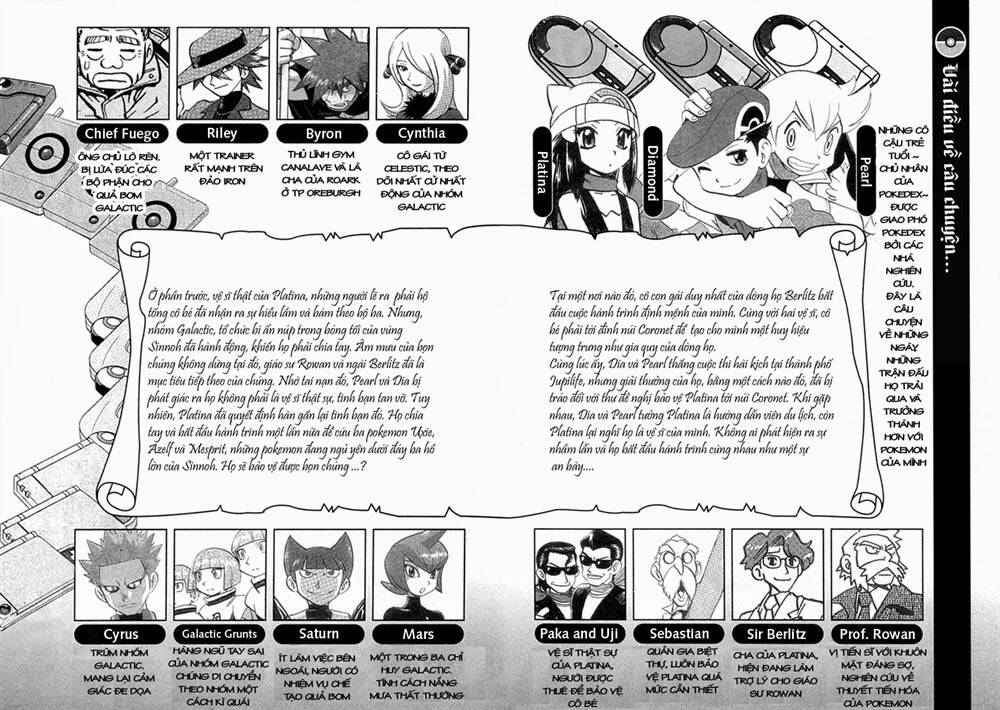 Vài điều về câu chuyện...
NHỮNG CÔ
CẬU TRẺ
TUỔI ~
CHỦ NHÂN
CỦA
POKEDEX~
ĐƯỢC
GIAO PHÓ
POKEDEX
BỞI CÁC
NHÀ
NGHIÊN
CỨU.
ĐÂY LÀ
CÂU
CHUYỆN
VỀ NHỮNG
NGÀY,
NHỮNG
TRẬN ĐẤU
HỌ TRẢI
QUA VÀ
TRƯỞNG
THÀNH
HƠN VỚI
POKEMON
CỦA MÌNH
Pearl
Diamond
Platina
Tại một nơi nào đó, cô con gái duy nhất của dòng họ Berlitz bắt
đầu cuộc hành trình định mệnh của mình. Cùng với hai vệ sĩ, cô
bé phải tới đỉnh núi Coronet để tạo cho mình một huy hiệu
tượng trưng như gia quy của dòng họ.
Cùng lúc ấy, Dia và Pearl thắng cuộc thi hài kịch tại thành phố
Jupilife, nhưng giải thưởng của họ, bằng một cách nào đó, đã bị
tráo đổi với thư đề nghị bảo vệ Platina tới núi Coronet. Khi gặp
nhau, Dia và Pearl tưởng Platina là hướng dẫn viên du lịch, còn
Platina lại nghĩ họ là vệ sĩ của mình. Không ai phát hiện ra sự
nhầm lẫn và họ bắt đầu hành trình cùng nhau như một sự
an bày....
Paka and Uji
VỆ SĨ THẬT SỰ
CỦA PLATINA,
NGƯỜI ĐƯỢC
THUÊ ĐỂ BẢO VỆ
CÔ BÉ
Sebastian
QUẢN GIA BIỆT
THỰ, LUÔN BẢO
VỆ PLATINA QUÁ
MỨC CẦN THIẾT
Sir Berlitz
CHA CỦA PLATINA,
HIỆN ĐANG LÀM
TRỢ LÝ CHO GIÁO
SƯ ROWAN
Prof. Rowan
VỊ TIẾN SĨ VỚI KHUÔN
MẶT ĐÁNG SỢ,
NGHIÊN CỨU VỀ
THUYẾT TIẾN HÓA
CỦA POKEMON
Chief Fuego
ÔNG CHỦ LÒ RÈN,
BỊ LỪA ĐÚC CÁC
BỘ PHẬN CHO
QUẢ BOM
GALACTIC
Riley
MỘT TRAINER
RẤT MẠNH TRÊN
ĐẢO IRON
Byron
THỦ LĨNH GYM
CANALAVE VÀ LÀ
CHA CỦA ROARK
Ở TP OREBURGH
Cynthia
CÔ GÁI TỪ
CELESTIC, THEO
DÕI NHẤT CỬ NHẤT
ĐỘNG CỦA NHÓM
GALACTIC
Ở phần trước, vệ sĩ thật của Platina, những người lẽ ra phải hộ
tống cô bé đã nhận ra sự hiểu lầm và bám theo bộ ba. Nhưng,
nhóm Galactic, tổ chức bí ẩn núp trong bóng tối của vùng
Sinnoh đã hành động, khiến họ phải chia tay. Âm mưu của bọn
chúng không dừng tại đó, giáo sư Rowan và ngài Berlitz đã là
mục tiêu tiếp theo của chúng. Nhờ tai nạn đó, Pearl và Dia bị
phát giác ra họ không phải là vệ sĩ thật sự, tình bạn tan vỡ. Tuy
nhiên, Platina đã quyết định hàn gắn lại tình bạn đó. Họ chia
tay và bắt đầu hành trình một lần nữa để cứu ba pokemon Uxie,
Azelf và Mesprit, những pokemon đang ngủ yên dưới đáy ba hồ
lớn của Sinnoh. Họ sẽ bảo vệ được bọn chúng ...?
Cyrus
TRÙM NHÓM
GALACTIC,
MANG LẠI CẢM
GIÁC ĐE DỌA
Galactic Grunts
HÀNG NGŨ TAY SAI
CỦA NHÓM GALACTIC
CHÚNG DI CHUYỂN
THEO NHÓM MỘT
CÁCH KÌ QUÁI
Saturn
ÍT LÀM VIỆC BÊN
NGOÀI, NGƯỜI CÓ
NHIỆM VỤ CHẾ
TẠO QUẢ BOM
Mars
MỘT TRONG BA CHỈ
HUY GALACTIC,
TÍNH CÁCH NẮNG
MƯA THẤT THƯỜNG